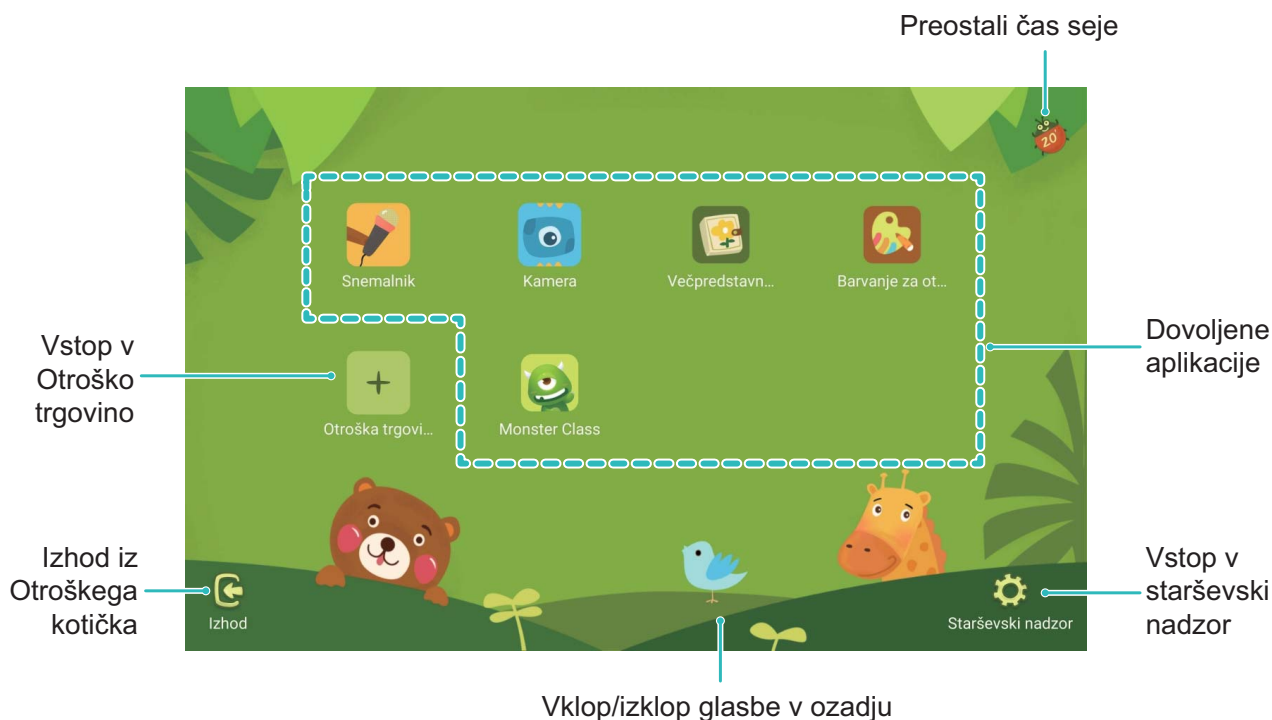 Preostali čas seje
20'
Snemalnik
Kamera
Večpredstavn...
Barvanje za ot...
Vstop v
Otroško
trgovino
Dovoljene
aplikacije
Otroška trgovi...
Monster Class
Izhod iz
Otroškega
kotička
Izhod
Starševski nadzor
Vstop v
starševski
nadzor
Vklop/izklop glasbe v ozadju